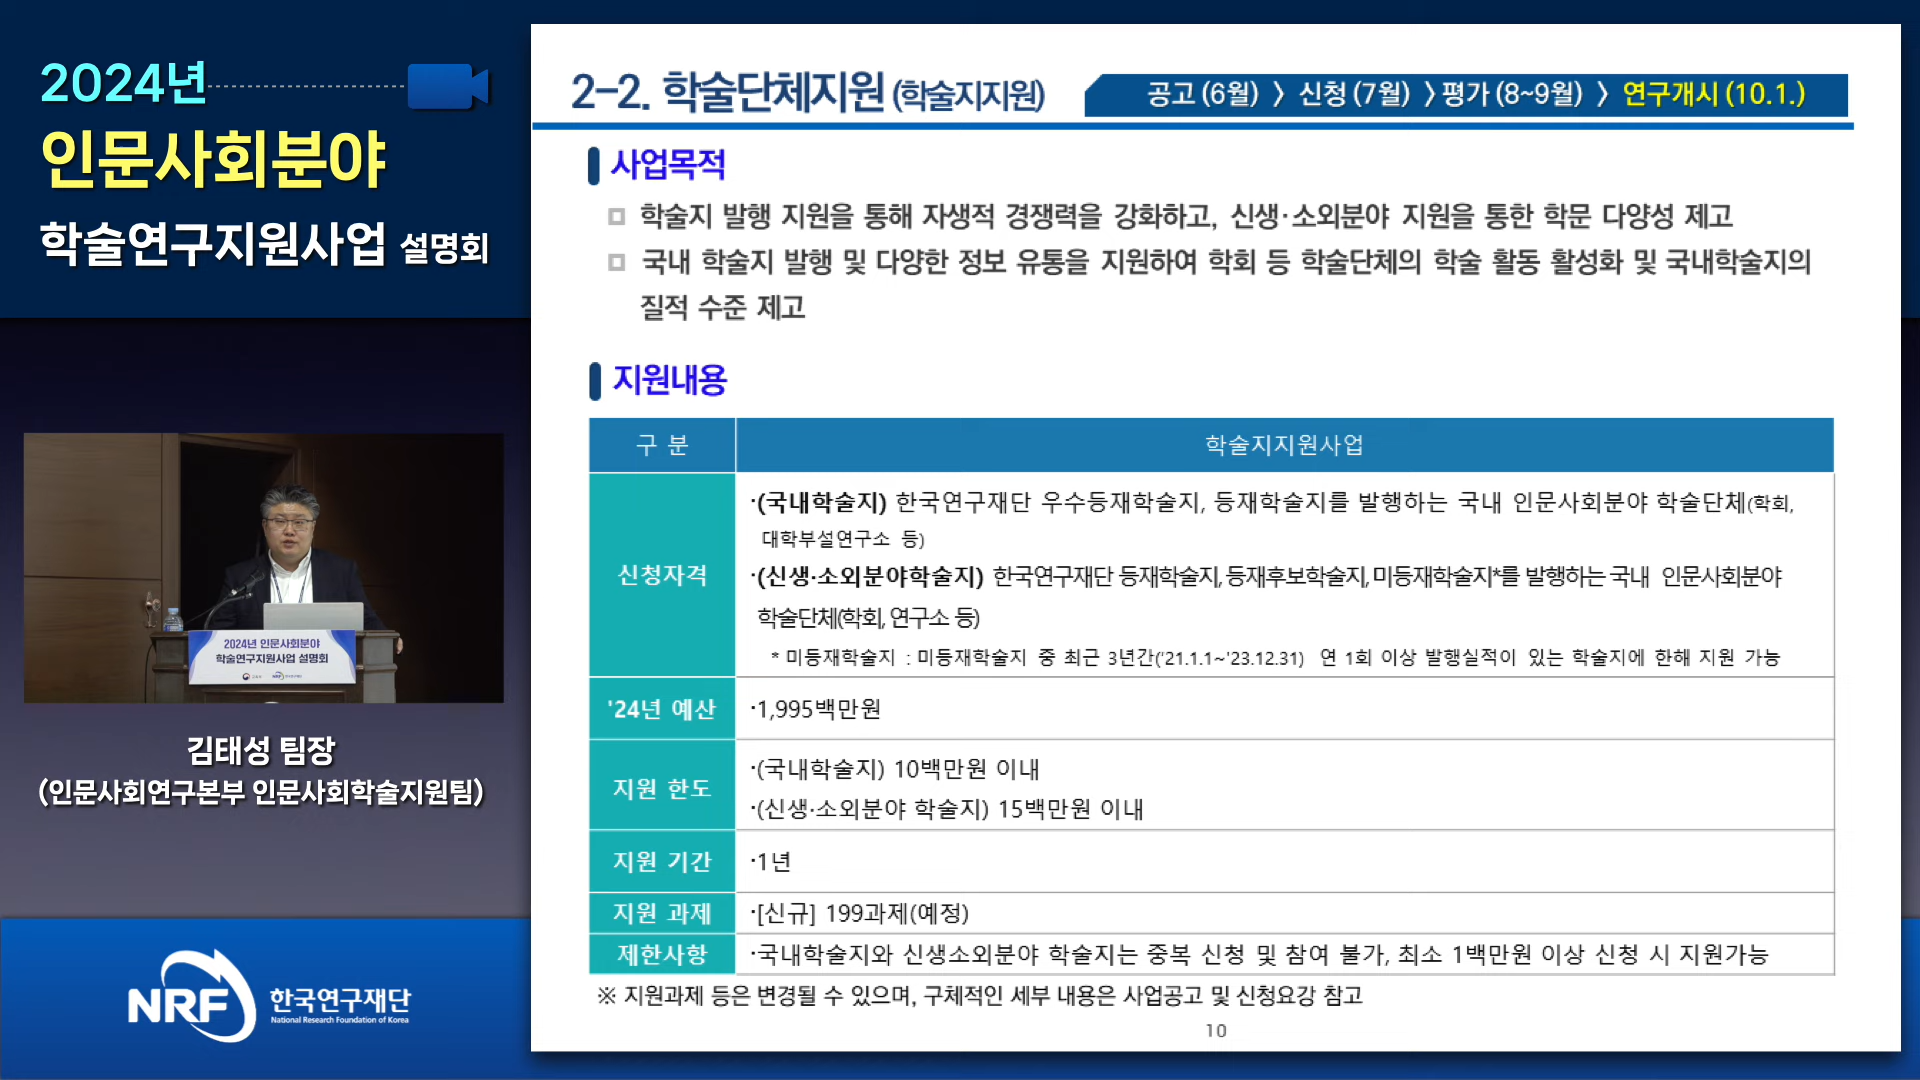 2024년
인문사회분야
학술연구지원사업 설명회
2024년 인문사회분야
학술연구지원사업 설명회
NRF
김태성 팀장
(인문사회연구본부 인문사회학술지원팀)
NRF 한국연구재단
National Research Foundation of Korea
2-2. 학술단체지원 (학술지지원)
공고 (6월) 〉 신청 (7월) 〉 평가 (8~9월) 〉 연구개시 (10.1.)
사업목적
학술지 발행 지원을 통해 자생적 경쟁력을 강화하고, 신생·소외분야 지원을 통한 학문 다양성 제고
국내 학술지 발행 및 다양한 정보 유통을 지원하여 학회 등 학술단체의 학술 활동 활성화 및 국내학술지의
질적 수준 제고
지원내용
구 분 학술지지원사업
신청자격
·(국내학술지) 한국연구재단 우수등재학술지, 등재학술지를 발행하는 국내 인문사회분야 학술단체(학회,
대학부설연구소 등)
·(신생·소외분야학술지) 한국연구재단 등재학술지, 등재후보학술지, 미등재학술지*를 발행하는 국내 인문사회분야
학술단체(학회, 연구소 등)
* 미등재학술지 : 미등재학술지 중 최근 3년간('21.1.1~'23.12.31) 연 1회 이상 발행실적이 있는 학술지에 한해 지원 가능
'24년 예산 ·1,995백만원
지원 한도
·(국내학술지) 10백만원 이내
·(신생·소외분야 학술지) 15백만원 이내
지원 기간 ·1년
지원 과제 ·[신규] 199과제(예정)
제한사항 ·국내학술지와 신생소외분야 학술지는 중복 신청 및 참여 불가, 최소 1백만원 이상 신청 시 지원가능
※ 지원과제 등은 변경될 수 있으며, 구체적인 세부 내용은 사업공고 및 신청요강 참고
10